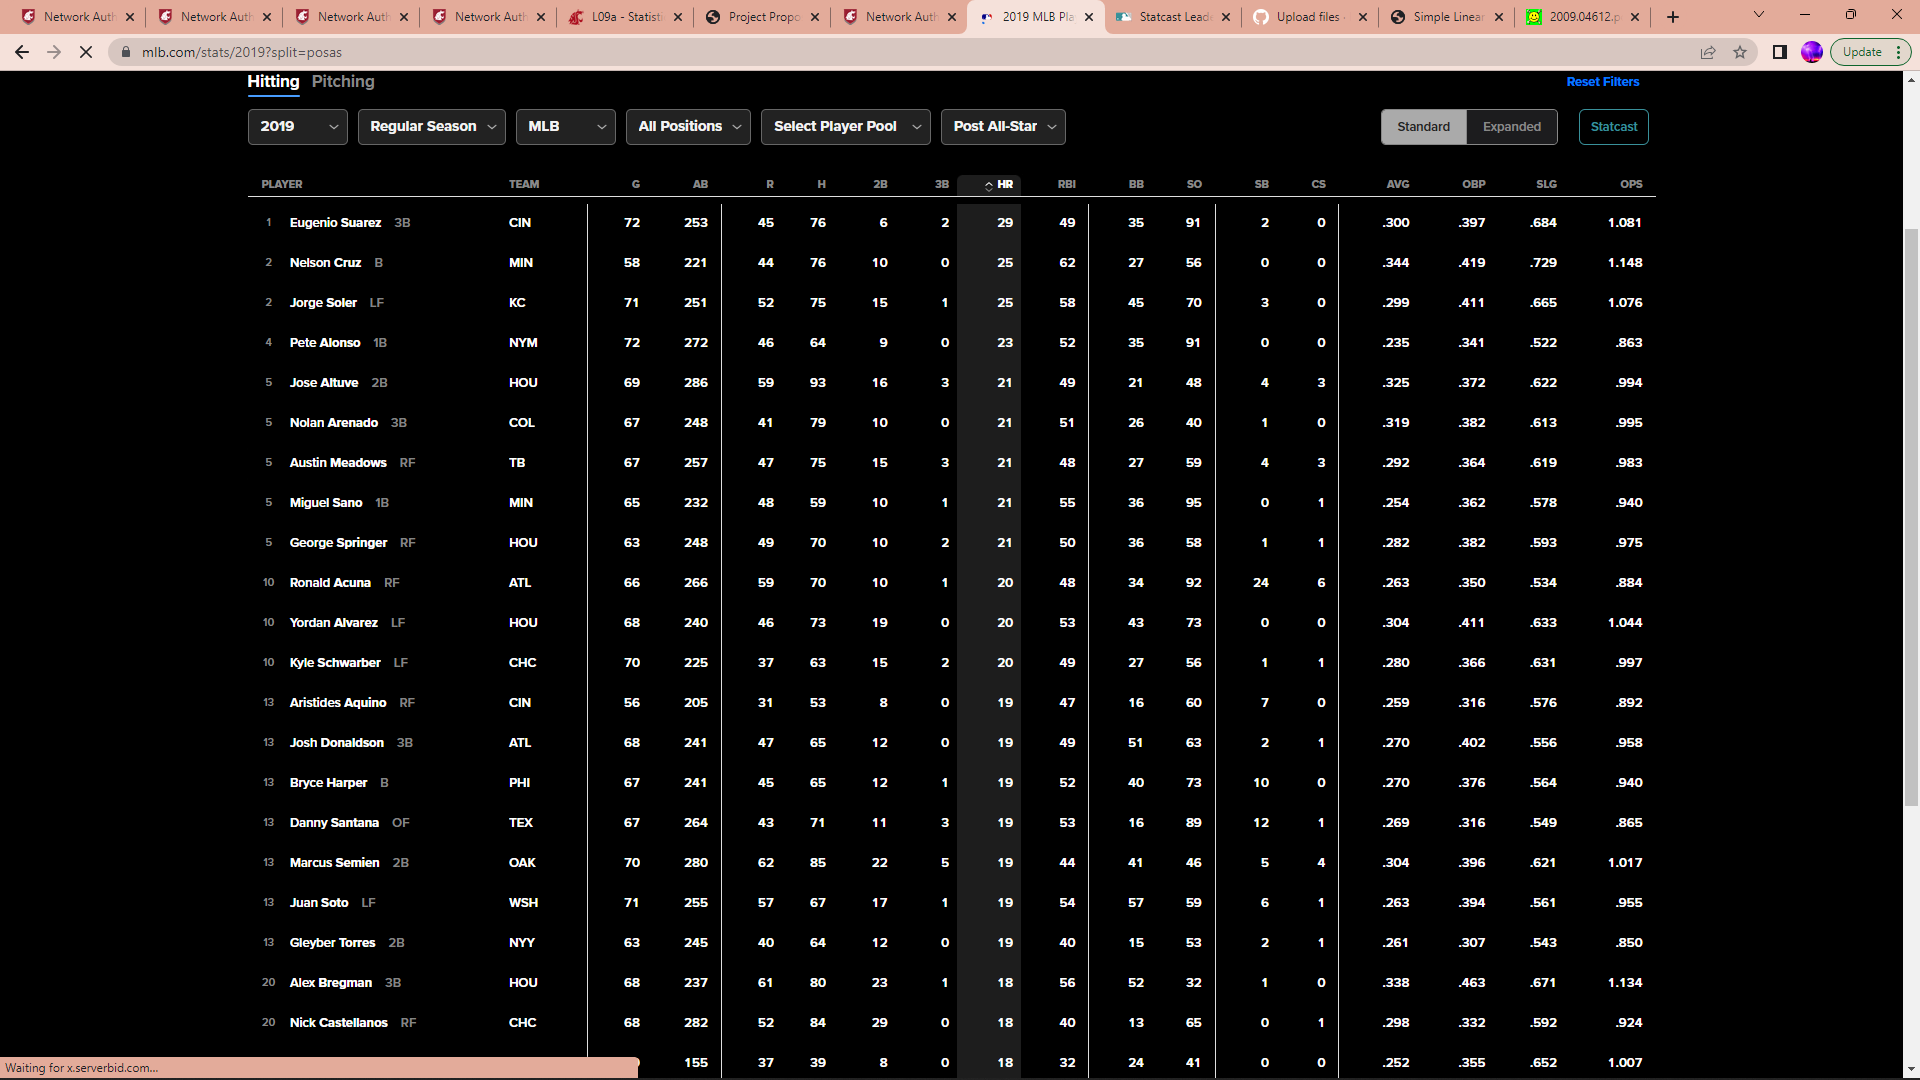 Network Auth
Network Auth
Network Auth
Network Auth
L09a - Statisti
Project Propo
Network Auth
2019 MLB Pla
Statcast Leade
Upload files
Simple Linear
2009.04612.p
mlb.com/stats/2019?split=posas
Update
Hitting Pitching Reset Filters
2019 Regular Season MLB All Positions Select Player Pool Post All-Star Standard Expanded Statcast
PLAYER TEAM G AB R H 2B 3B HR RBI BB SO SB CS AVG OBP SLG OPS
1 Eugenio Suarez 3B CIN 72 253 45 76 6 2 29 49 35 91 2 0 .300 .397 .684 1.081
2 Nelson Cruz B MIN 58 221 44 76 10 0 25 62 27 56 0 0 .344 .419 .729 1.148
2 Jorge Soler LF KC 71 251 52 75 15 1 25 58 45 70 3 0 .299 .411 .665 1.076
4 Pete Alonso 1B NYM 72 272 46 64 9 0 23 52 35 91 0 0 .235 .341 .522 .863
5 Jose Altuve 2B HOU 69 286 59 93 16 3 21 49 21 48 4 3 .325 .372 .622 .994
5 Nolan Arenado 3B COL 67 248 41 79 10 0 21 51 26 40 1 0 .319 .382 .613 .995
5 Austin Meadows RF TB 67 257 47 75 15 3 21 48 27 59 4 3 .292 .364 .619 .983
5 Miguel Sano 1B MIN 65 232 48 59 10 1 21 55 36 95 0 1 .254 .362 .578 .940
5 George Springer RF HOU 63 248 49 70 10 2 21 50 36 58 1 1 .282 .382 .593 .975
10 Ronald Acuna RF ATL 66 266 59 70 10 1 20 48 34 92 24 6 .263 .350 .534 .884
10 Yordan Alvarez LF HOU 68 240 46 73 19 0 20 53 43 73 0 0 .304 .411 .633 1.044
10 Kyle Schwarber LF CHC 70 225 37 63 15 2 20 49 27 56 1 1 .280 .366 .631 .997
13 Aristides Aquino RF CIN 56 205 31 53 8 0 19 47 16 60 7 0 .259 .316 .576 .892
13 Josh Donaldson 3B ATL 68 241 47 65 12 0 19 49 51 63 2 1 .270 .402 .556 .958
13 Bryce Harper B PHI 67 241 45 65 12 1 19 52 40 73 10 0 .270 .376 .564 .940
13 Danny Santana OF TEX 67 264 43 71 11 3 19 53 16 89 12 1 .269 .316 .549 .865
13 Marcus Semien 2B OAK 70 280 62 85 22 5 19 44 41 46 5 4 .304 .396 .621 1.017
13 Juan Soto LF WSH 71 255 57 67 17 1 19 54 57 59 6 1 .263 .394 .561 .955
13 Gleyber Torres 2B NYY 63 245 40 64 12 0 19 40 15 53 2 1 .261 .307 .543 .850
20 Alex Bregman 3B HOU 68 237 61 80 23 1 18 56 52 32 1 0 .338 .463 .671 1.134
20 Nick Castellanos RF CHC 68 282 52 84 29 0 18 40 13 65 0 1 .298 .332 .592 .924
155 37 39 8 0 18 32 24 41 0 0 .252 .355 .652 1.007
Waiting for x.serverbid.com...